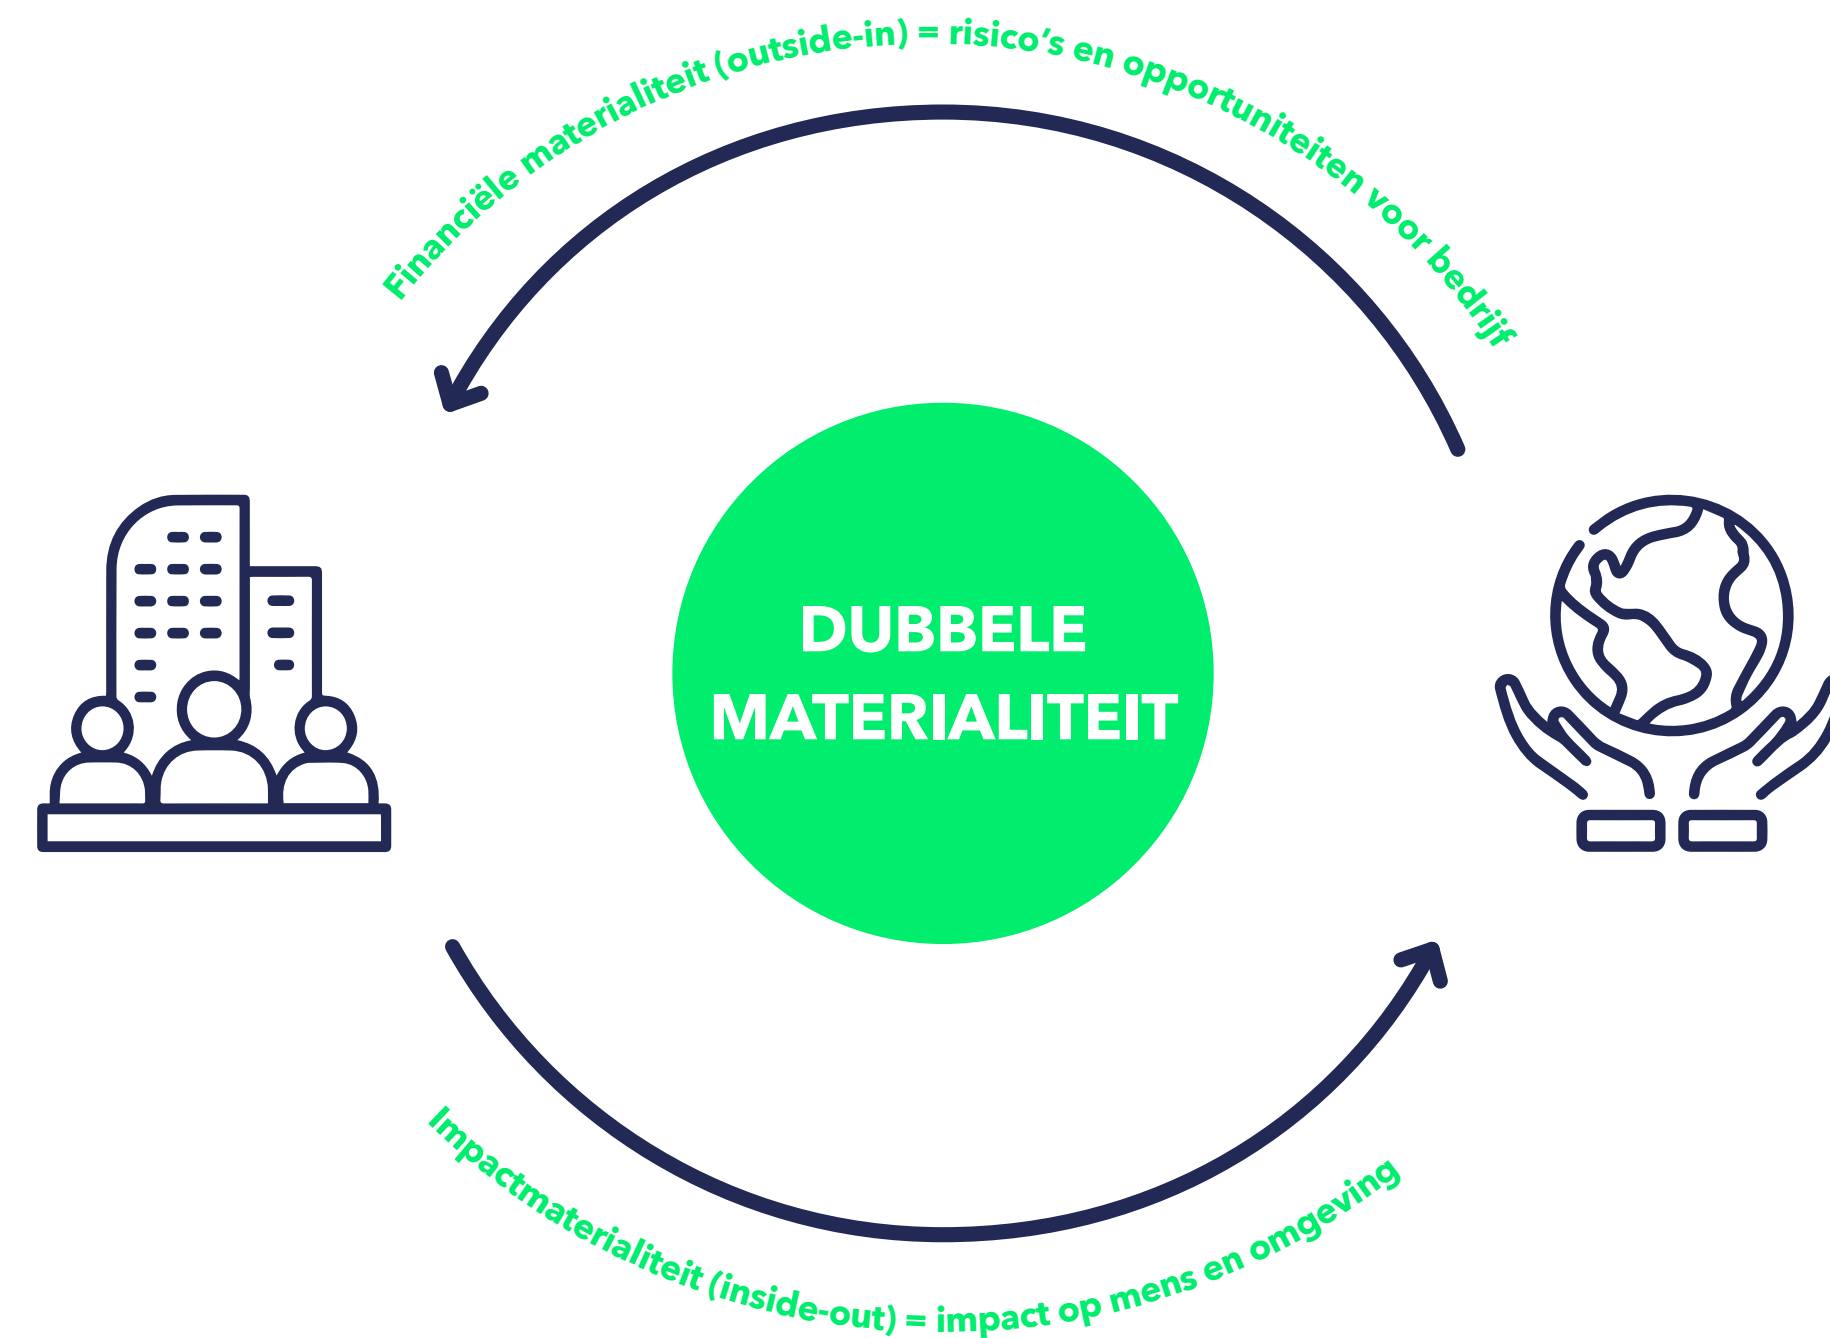 Financiële materialiteit (outside-in) = risico’s en opportuniteiten voor bedrijf
DUBBELE
MATERIALITEIT
Impactmaterialiteit (inside-out) = impact op mens en omgeving